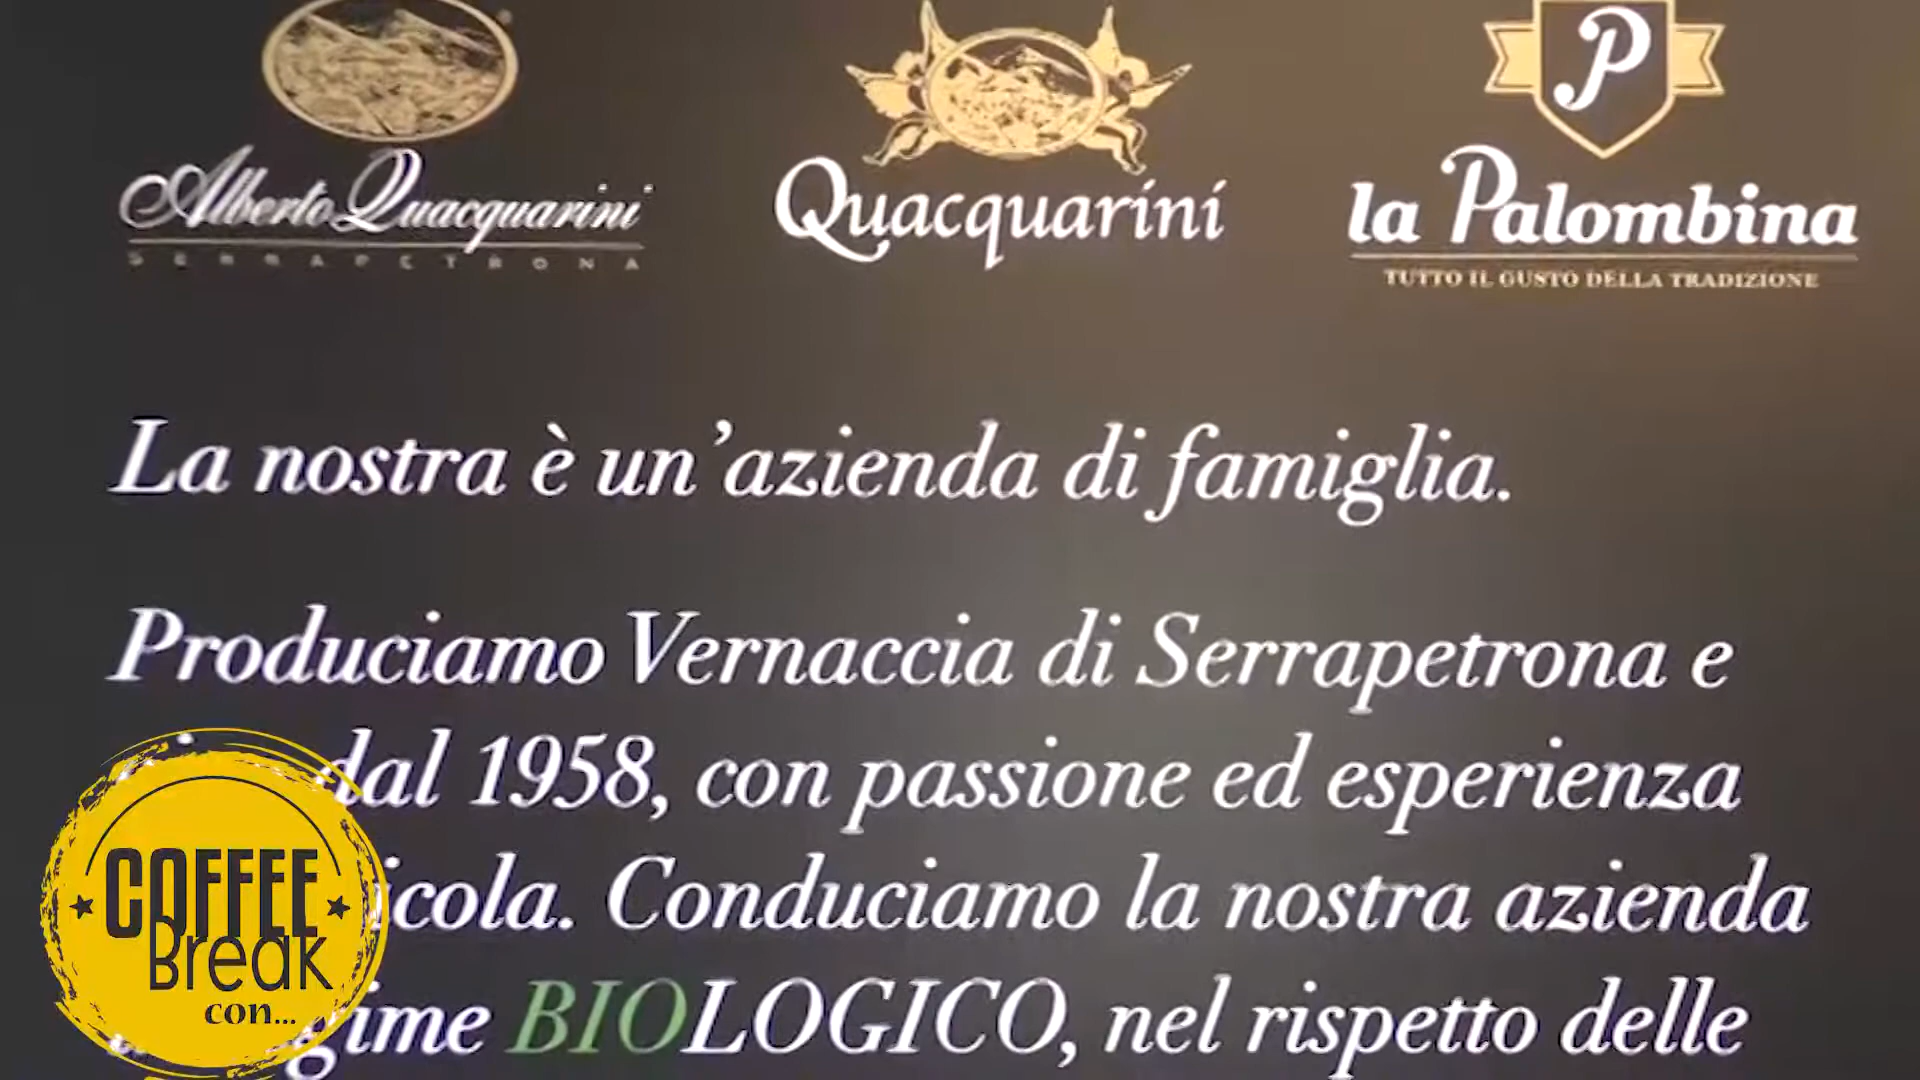 Alberto Quacquarini
SERRAPETRONA
Quacquarini
P
la Palombina
TUTTO IL GUSTO DELLA TRADIZIONE
La nostra è un’azienda di famiglia.
Produciamo Vernaccia di Serrapetrona e
dal 1958, con passione ed esperienza
icola. Conduciamo la nostra azienda
gime BIOLOGICO, nel rispetto delle
COFFEE
Break
con...